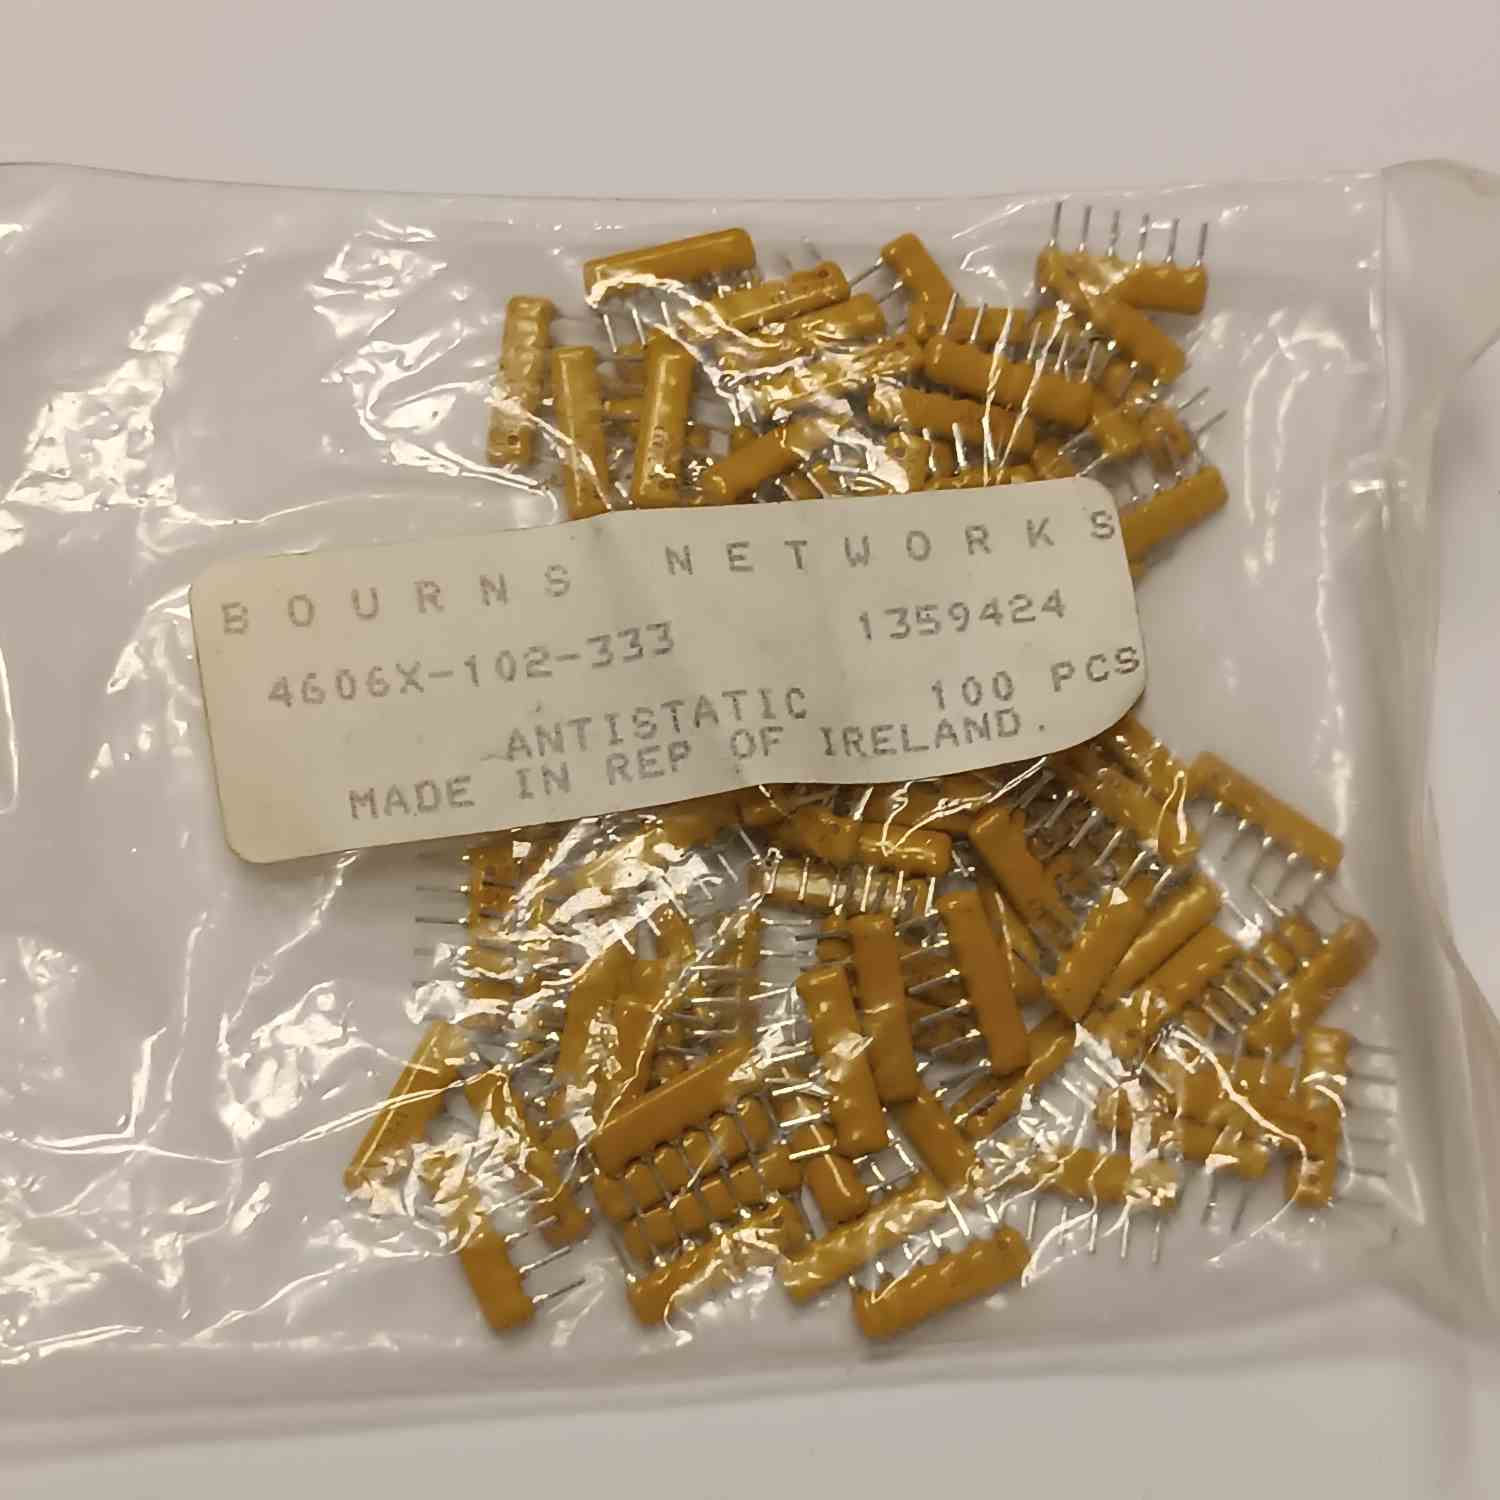 BOURNS NETWORKS
4606X-102-333 1359424
ANTISTATIC 100 PCS
MADE IN REP OF IRELAND.